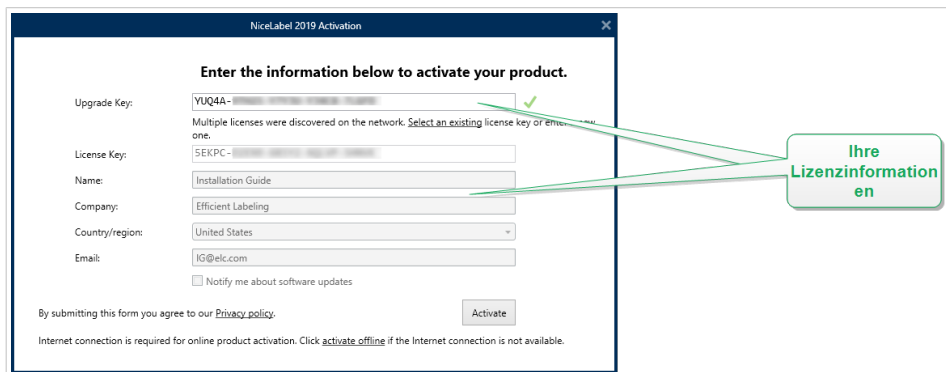 NiceLabel 2019 Activation
Enter the information below to activate your product.
Upgrade Key:
YUQ4A-
Multiple licenses were discovered on the network. Select an existing license key or enter new
one.
License Key:
5EKPC-
Name:
Installation Guide
Company:
Efficient Labeling
Country/region:
United States
Email:
IG@elc.com
Notify me about software updates
By submitting this form you agree to our Privacy policy.
Activate
Internet connection is required for online product activation. Click activate offline if the Internet connection is not available.
Ihre
Lizenzinformation
en